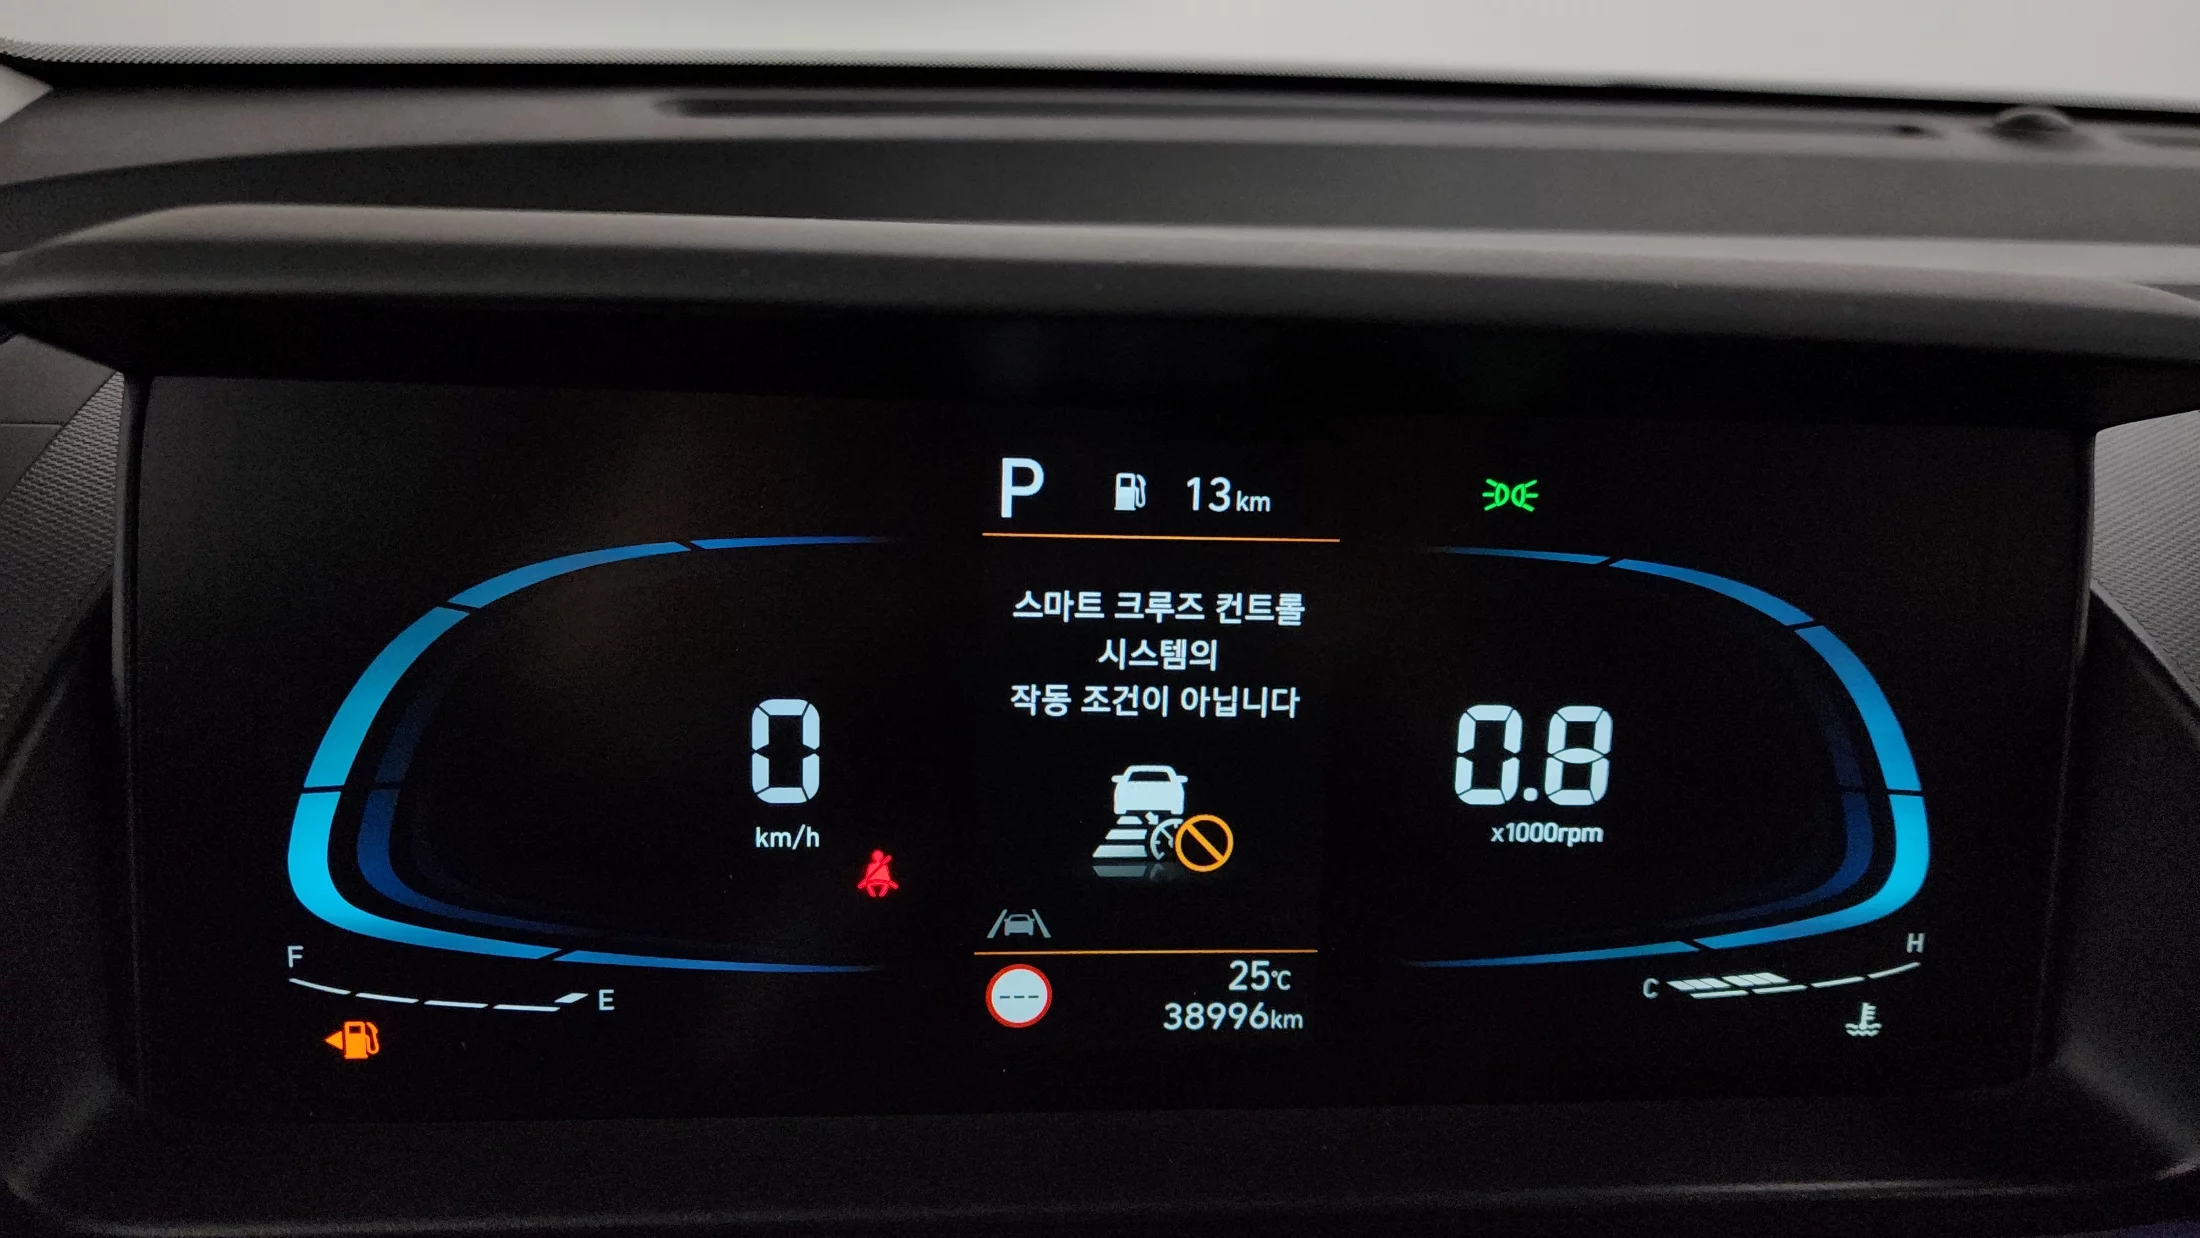 P 13km
스마트 크루즈 컨트롤
시스템의
작동 조건이 아닙니다
0
km/h
0.8
x1000rpm
F E
C H
---
25℃
38996km